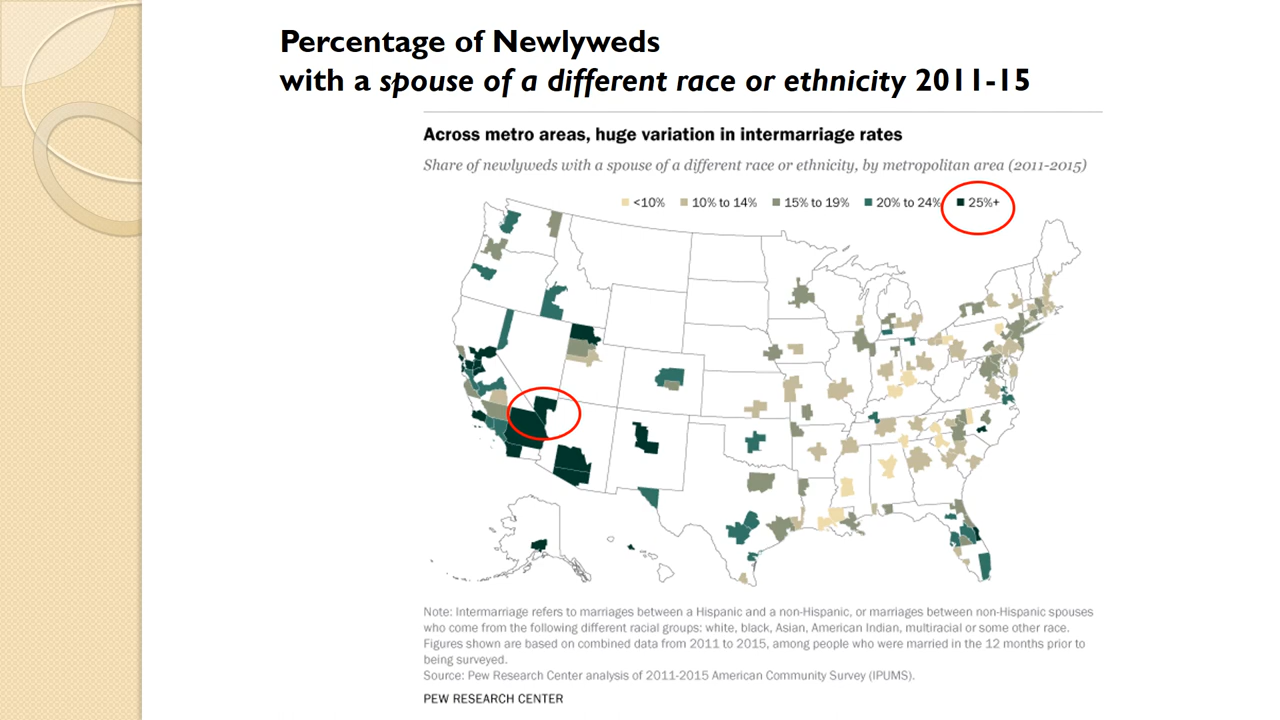 Percentage of Newlyweds
with a spouse of a different race or ethnicity 2011-15
Across metro areas, huge variation in intermarriage rates
Share of newlyweds with a spouse of a different race or ethnicity, by metropolitan area (2011-2015)
<10% 10% to 14% 15% to 19% 20% to 24% 25%+
Note: Intermarriage refers to marriages between a Hispanic and a non-Hispanic, or marriages between non-Hispanic spouses
who come from the following different racial groups: white, black, Asian, American Indian, multiracial or some other race.
Figures shown are based on combined data from 2011 to 2015, among people who were married in the 12 months prior to
being surveyed.
Source: Pew Research Center analysis of 2011-2015 American Community Survey (IPUMS).
PEW RESEARCH CENTER